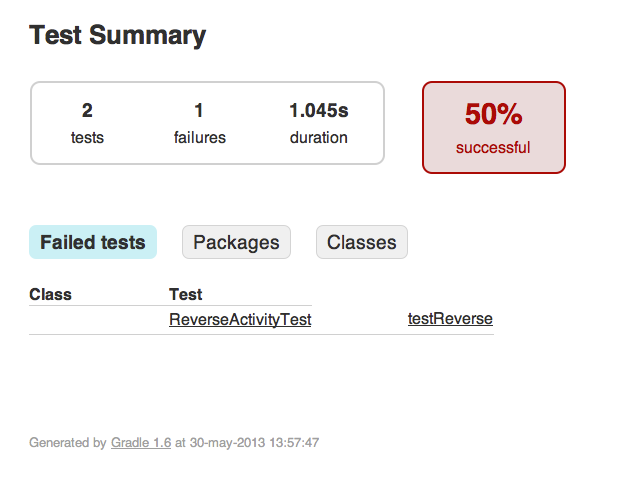 Test Summary
2 1 1.045s 50%
tests failures duration successful
Failed tests Packages Classes
Class Test
ReverseActivityTest testReverse
Generated by Gradle 1.6 at 30-may-2013 13:57:47